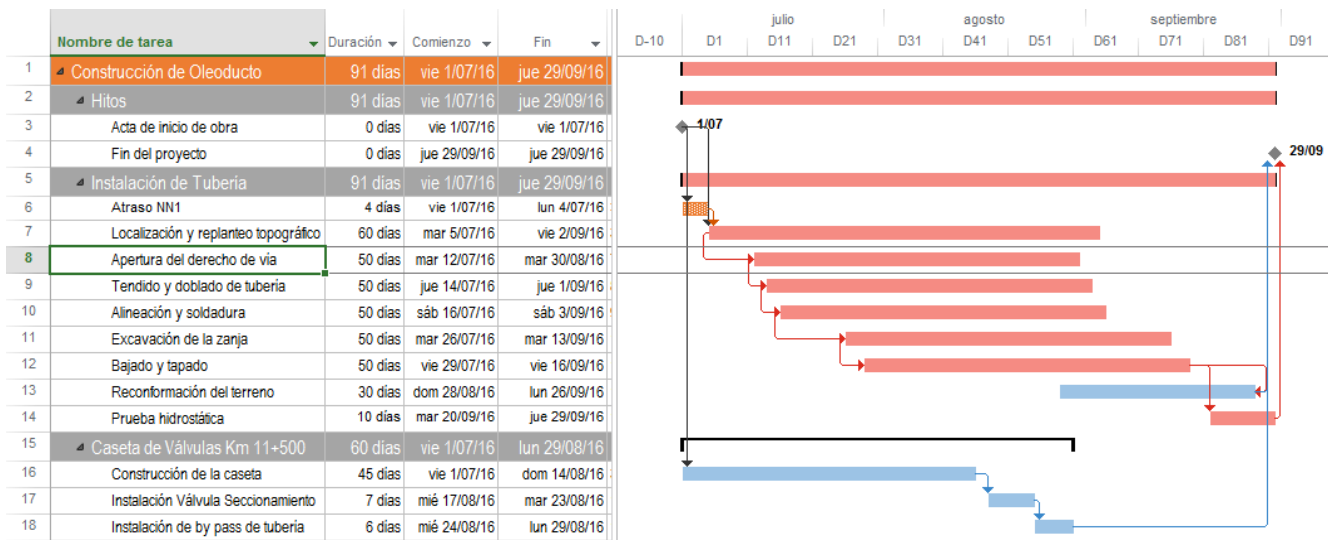 julio agosto septiembre
Nombre de tarea Duración Comienzo Fin D-10 D1 D11 D21 D31 D41 D51 D61 D71 D81 D91
1 Construcción de Oleoducto 91 días vie 1/07/16 jue 29/09/16
2 Hitos 91 días vie 1/07/16 jue 29/09/16
3 Acta de inicio de obra 0 días vie 1/07/16 vie 1/07/16 1/07
4 Fin del proyecto 0 días jue 29/09/16 jue 29/09/16 29/09
5 Instalación de Tubería 91 días vie 1/07/16 jue 29/09/16
6 Atraso NN1 4 días vie 1/07/16 lun 4/07/16
7 Localización y replanteo topográfico 60 días mar 5/07/16 vie 2/09/16
8 Apertura del derecho de vía 50 días mar 12/07/16 mar 30/08/16
9 Tendido y doblado de tubería 50 días jue 14/07/16 jue 1/09/16
10 Alineación y soldadura 50 días sáb 16/07/16 sáb 3/09/16
11 Excavación de la zanja 50 días mar 26/07/16 mar 13/09/16
12 Bajado y tapado 50 días vie 29/07/16 vie 16/09/16
13 Reconformación del terreno 30 días dom 28/08/16 lun 26/09/16
14 Prueba hidrostática 10 días mar 20/09/16 jue 29/09/16
15 Caseta de Válvulas Km 11+500 60 días vie 1/07/16 lun 29/08/16
16 Construcción de la caseta 45 días vie 1/07/16 dom 14/08/16
17 Instalación Válvula Seccionamiento 7 días mié 17/08/16 mar 23/08/16
18 Instalación de by pass de tubería 6 días mié 24/08/16 lun 29/08/16